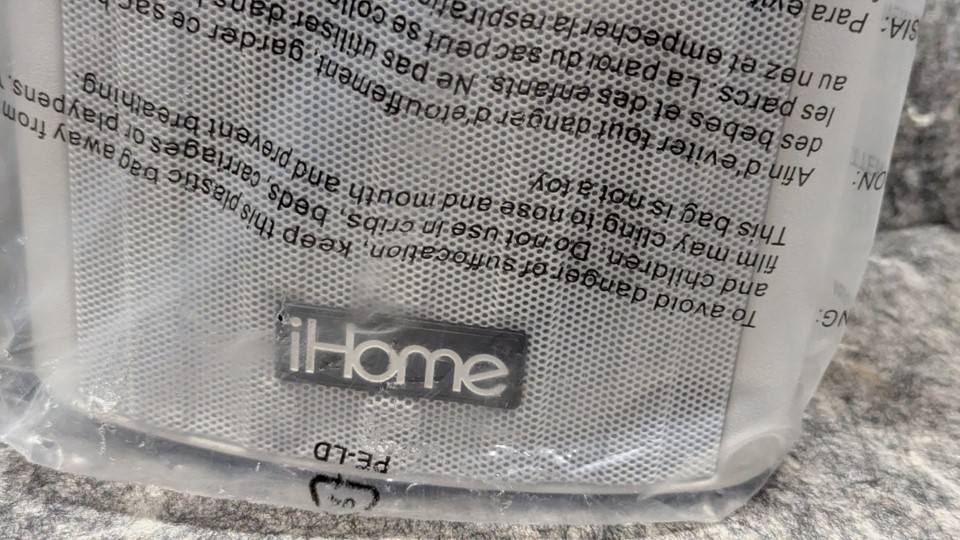 NG:
To avoid danger of suffocation, keep this plastic bag away from
and children. Do not use in cribs, beds, carriages or playpens.
film may cling to nose and mouth and prevent breathing.
This bag is not a toy.
ON:
Afin d'eviter tout danger d'etouffement, garder ce sac h
des bebes et des enfants. Ne pas utiliser dans
les parcs. La paroi du sac peut se colle
au nez et empecher la respirati
SIA: Para evit
iHome
PE-LD